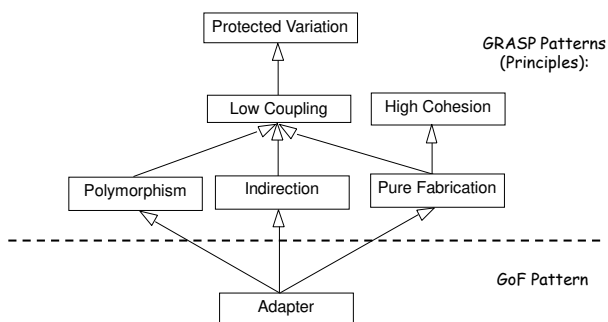 Protected Variation
GRASP Patterns
(Principles):
Low Coupling
High Cohesion
Polymorphism
Indirection
Pure Fabrication
GoF Pattern
Adapter